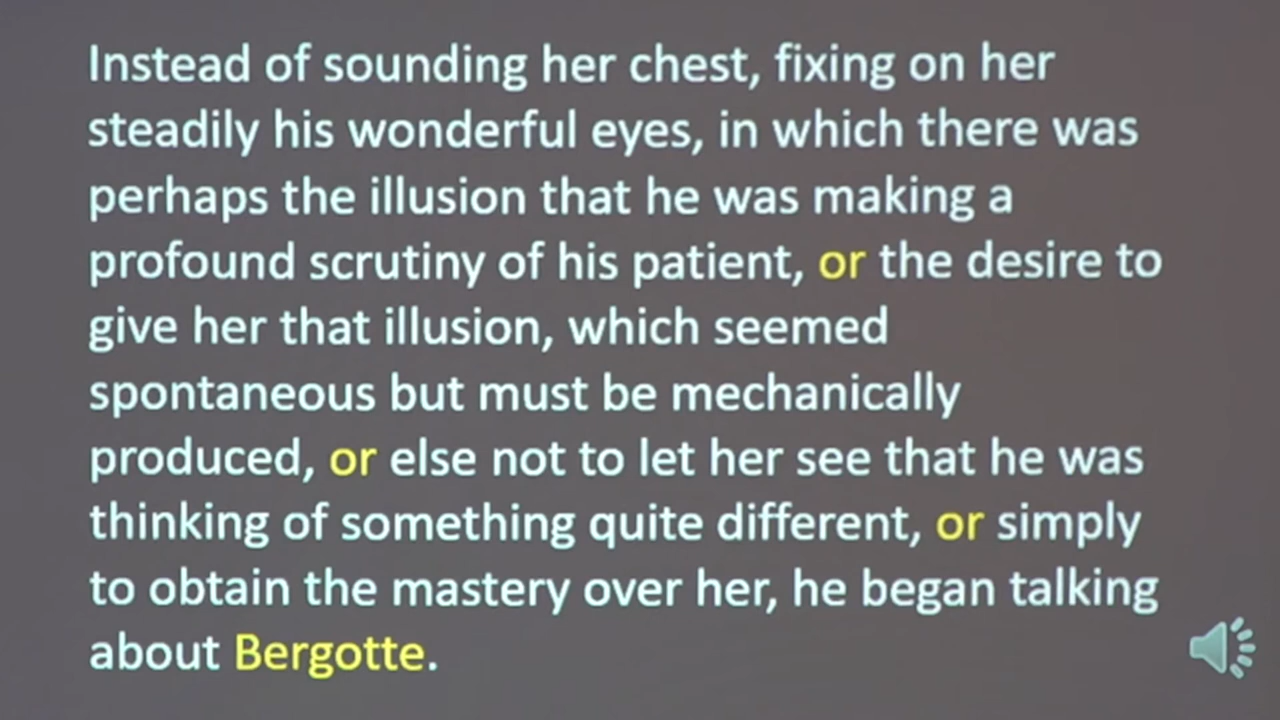 Instead of sounding her chest, fixing on her
steadily his wonderful eyes, in which there was
perhaps the illusion that he was making a
profound scrutiny of his patient, or the desire to
give her that illusion, which seemed
spontaneous but must be mechanically
produced, or else not to let her see that he was
thinking of something quite different, or simply
to obtain the mastery over her, he began talking
about Bergotte.